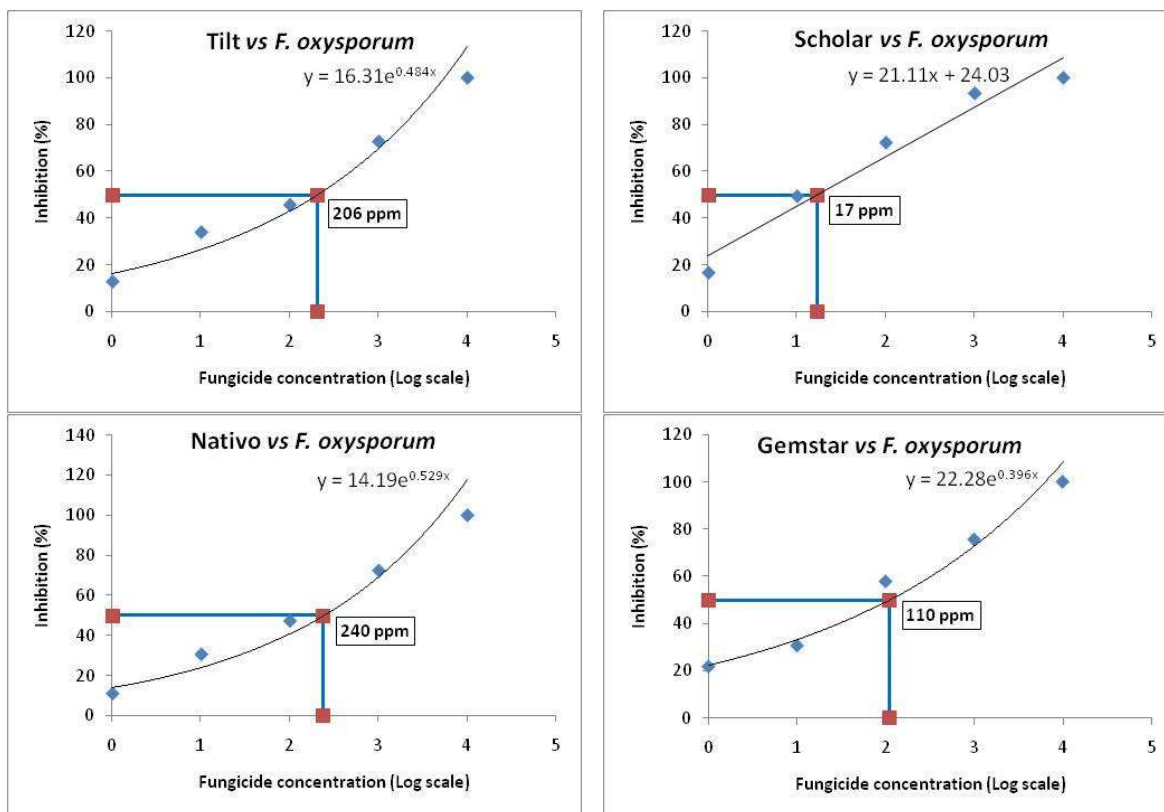 Tilt vs F. oxysporum
y = 16.31e^0.484x
120
100
80
60
40
20
0
Inhibition (%)
206 ppm
0 1 2 3 4 5
Fungicide concentration (Log scale)
Scholar vs F. oxysporum
y = 21.11x + 24.03
120
100
80
60
40
20
0
Inhibition (%)
17 ppm
0 1 2 3 4 5
Fungicide concentration (Log scale)
Nativo vs F. oxysporum
y = 14.19e^0.529x
140
120
100
80
60
40
20
0
Inhibition (%)
240 ppm
0 1 2 3 4 5
Fungicide concentration (Log scale)
Gemstar vs F. oxysporum
y = 22.28e^0.396x
120
100
80
60
40
20
0
Inhibition (%)
110 ppm
0 1 2 3 4 5
Fungicide concentration (Log scale)